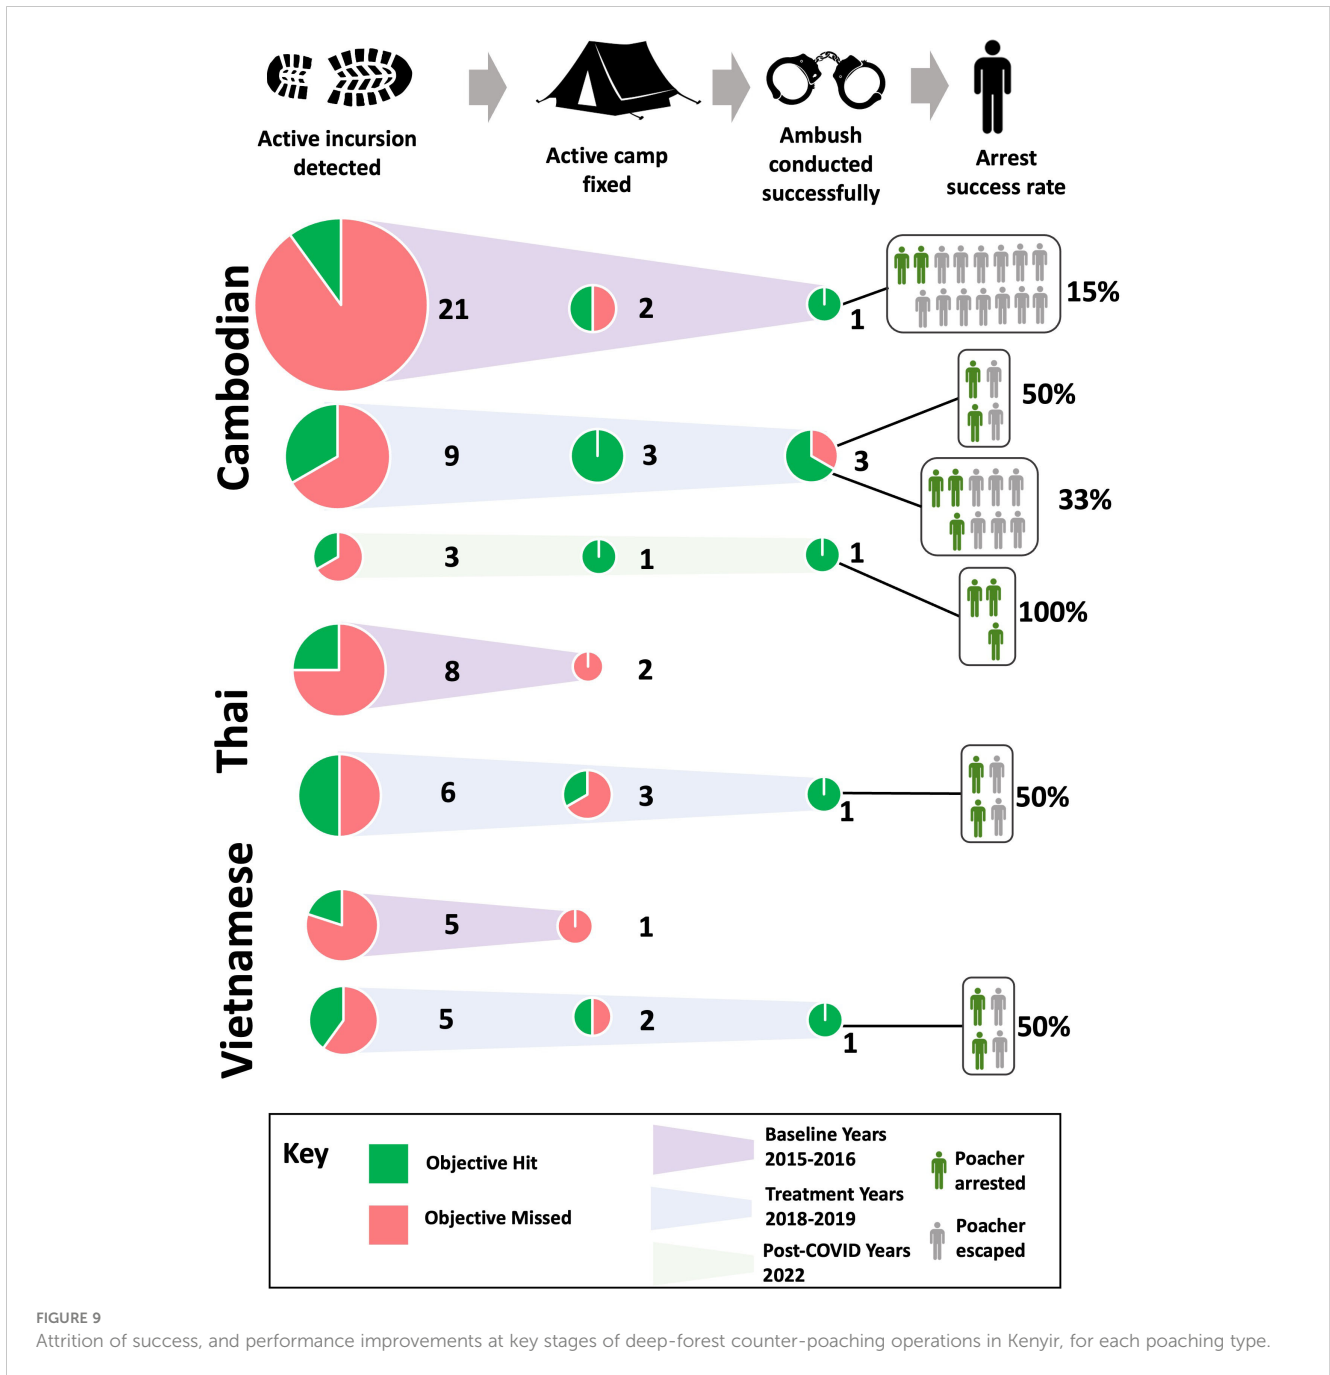 Active incursion
detected
Active camp
fixed
Ambush
conducted
successfully
Arrest
success rate
Cambodian
21
2
1
15%
9
3
3
50%
33%
3
1
1
100%
Thai
8
2
6
3
1
50%
Vietnamese
5
1
5
2
1
50%
Key
Objective Hit
Objective Missed
Baseline Years
2015-2016
Treatment Years
2018-2019
Post-COVID Years
2022
Poacher
arrested
Poacher
escaped
FIGURE 9
Attrition of success, and performance improvements at key stages of deep-forest counter-poaching operations in Kenyir, for each poaching type.